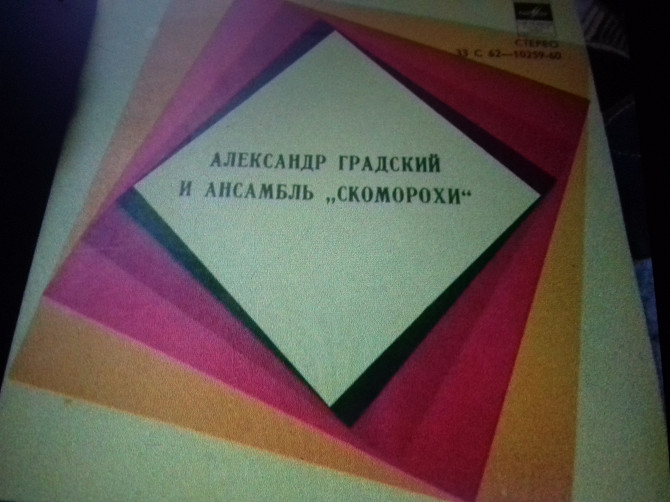 СТЕРЕО
33 С 62—10259-60
АЛЕКСАНДР ГРАДСКИЙ
И АНСАМБЛЬ „СКОМОРОХИ“